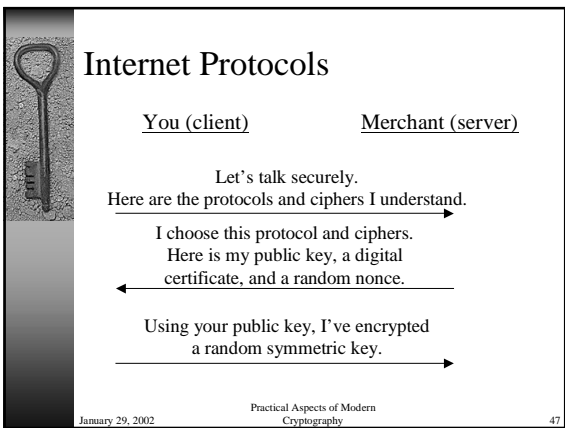 Internet Protocols
You (client) Merchant (server)
Let's talk securely.
Here are the protocols and ciphers I understand.
I choose this protocol and ciphers.
Here is my public key, a digital
certificate, and a random nonce.
Using your public key, I've encrypted
a random symmetric key.
January 29, 2002
Practical Aspects of Modern
Cryptography
47